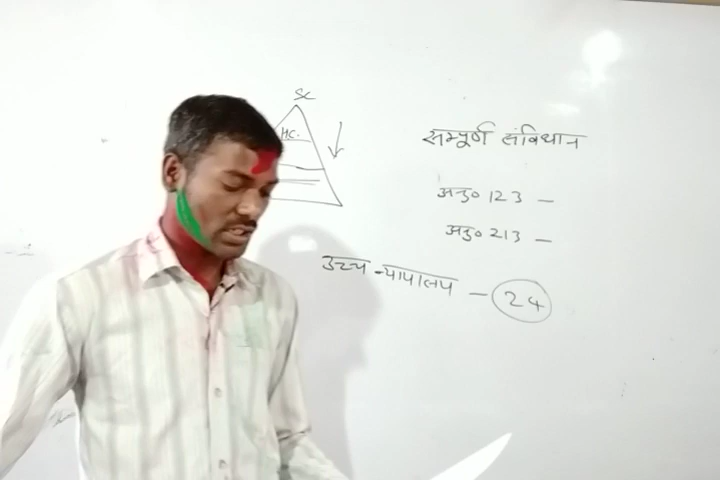 SC
HC.
सम्पूर्ण संविधान
अनु० 123 —
अनु० 213 —
उच्च न्यायालय — 24